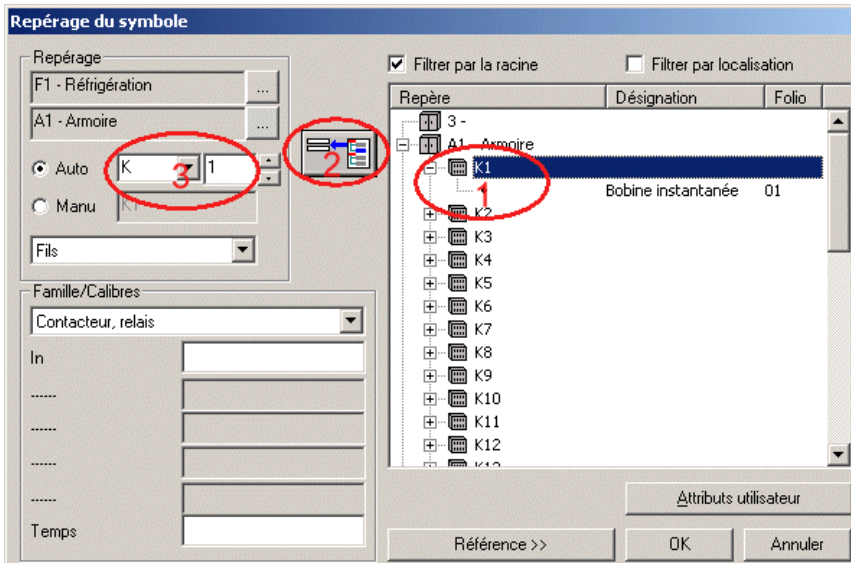 Repérage du symbole
Repérage
F1 - Réfrigération
...
A1 - Armoire
...
Auto
K
3
1
Manu
K1
Fils
2
Famille/Calibres
Contacteur, relais
In
------
------
------
------
Temps
Filtrer par la racine
Filtrer par localisation
Repère Désignation Folio
3 -
A1 - Armoire
K1
1 Bobine instantanée 01
K2
K3
K4
K5
K6
K7
K8
K9
K10
K11
K12
K13
Attributs utilisateur
Référence >>
OK
Annuler